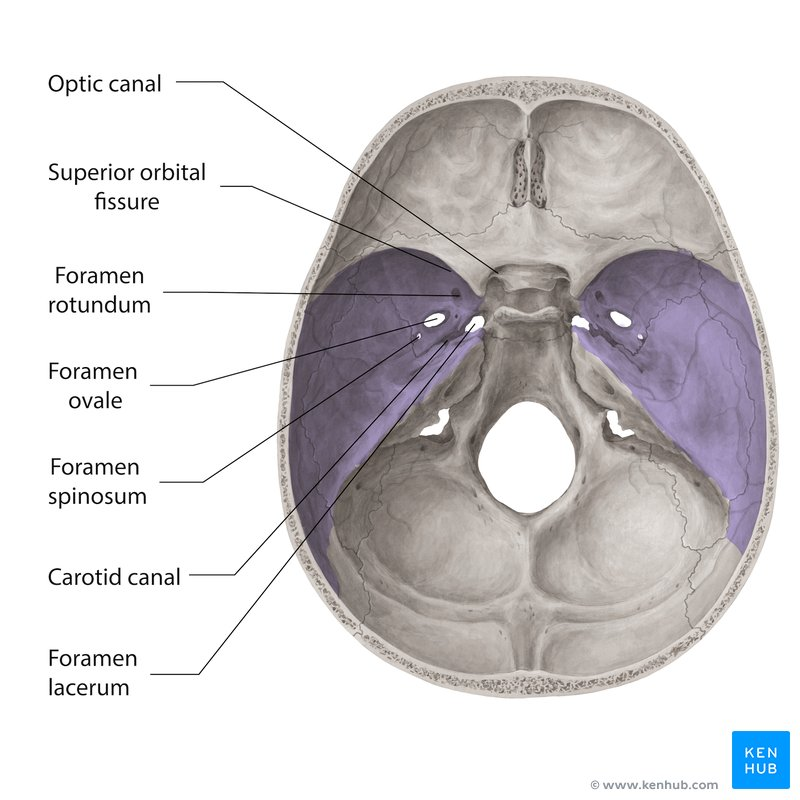 Optic canal
Superior orbital
fissure
Foramen
rotundum
Foramen
ovale
Foramen
spinosum
Carotid canal
Foramen
lacerum
KEN
HUB
© www.kenhub.com